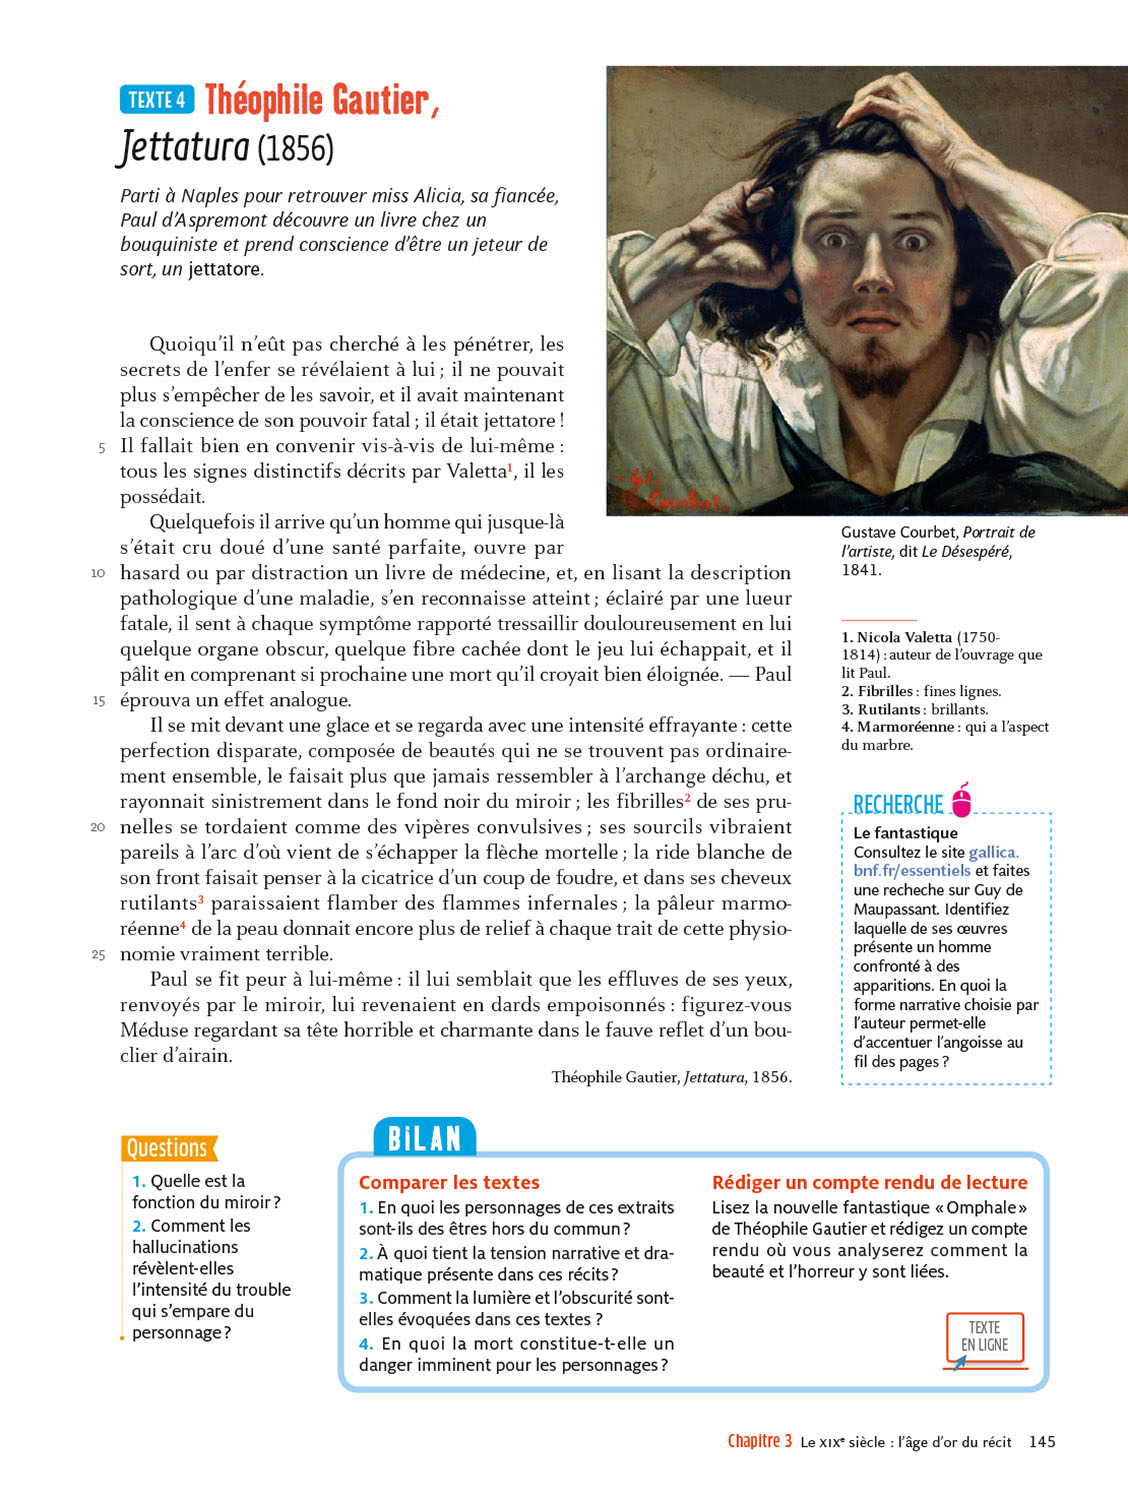 TEXTE 4 Théophile Gautier,
Jettatura (1856)
Parti à Naples pour retrouver miss Alicia, sa fiancée,
Paul d'Aspremont découvre un livre chez un
bouquiniste et prend conscience d'être un jeteur de
sort, un jettatore.
Quoiqu'il n'eût pas cherché à les pénétrer, les
secrets de l'enfer se révélaient à lui ; il ne pouvait
plus s'empêcher de les savoir, et il avait maintenant
la conscience de son pouvoir fatal ; il était jettatore !
5 Il fallait bien en convenir vis-à-vis de lui-même :
tous les signes distinctifs décrits par Valetta1, il les
possédait.
Quelquefois il arrive qu'un homme qui jusque-là
s'était cru doué d'une santé parfaite, ouvre par
10 hasard ou par distraction un livre de médecine, et, en lisant la description
pathologique d'une maladie, s'en reconnaisse atteint ; éclairé par une lueur
fatale, il sent à chaque symptôme rapporté tressaillir douloureusement en lui
quelque organe obscur, quelque fibre cachée dont le jeu lui échappait, et il
pâlit en comprenant si prochaine une mort qu'il croyait bien éloignée. — Paul
15 éprouva un effet analogue.
Il se mit devant une glace et se regarda avec une intensité effrayante : cette
perfection disparate, composée de beautés qui ne se trouvent pas ordinaire-
ment ensemble, le faisait plus que jamais ressembler à l'archange déchu, et
rayonnait sinistrement dans le fond noir du miroir ; les fibrilles2 de ses pru-
20 nelles se tordaient comme des vipères convulsives ; ses sourcils vibraient
pareils à l'arc d'où vient de s'échapper la flèche mortelle ; la ride blanche de
son front faisait penser à la cicatrice d'un coup de foudre, et dans ses cheveux
rutilants3 paraissaient flamber des flammes infernales ; la pâleur marmo-
réenne4 de la peau donnait encore plus de relief à chaque trait de cette physio-
25 nomie vraiment terrible.
Paul se fit peur à lui-même : il lui semblait que les effluves de ses yeux,
renvoyés par le miroir, lui revenaient en dards empoisonnés : figurez-vous
Méduse regardant sa tête horrible et charmante dans le fauve reflet d'un bou-
clier d'airain.
Théophile Gautier, Jettatura, 1856.
..41.
G. Courbet.
Gustave Courbet, Portrait de
l'artiste, dit Le Désespéré,
1841.
1. Nicola Valetta (1750-
1814) : auteur de l'ouvrage que
lit Paul.
2. Fibrilles : fines lignes.
3. Rutilants : brillants.
4. Marmoréenne : qui a l'aspect
du marbre.
RECHERCHE
Le fantastique
Consultez le site gallica.
bnf.fr/essentiels et faites
une recheche sur Guy de
Maupassant. Identifiez
laquelle de ses œuvres
présente un homme
confronté à des
apparitions. En quoi la
forme narrative choisie par
l'auteur permet-elle
d'accentuer l'angoisse au
fil des pages ?
Questions
1. Quelle est la
fonction du miroir ?
2. Comment les
hallucinations
révèlent-elles
l'intensité du trouble
qui s'empare du
personnage ?
BiLAN
Comparer les textes
1. En quoi les personnages de ces extraits
sont-ils des êtres hors du commun ?
2. À quoi tient la tension narrative et dra-
matique présente dans ces récits ?
3. Comment la lumière et l'obscurité sont-
elles évoquées dans ces textes ?
4. En quoi la mort constitue-t-elle un
danger imminent pour les personnages ?
Rédiger un compte rendu de lecture
Lisez la nouvelle fantastique « Omphale »
de Théophile Gautier et rédigez un compte
rendu où vous analyserez comment la
beauté et l'horreur y sont liées.
TEXTE
EN LIGNE
Chapitre 3 Le XIXe siècle : l'âge d'or du récit 145